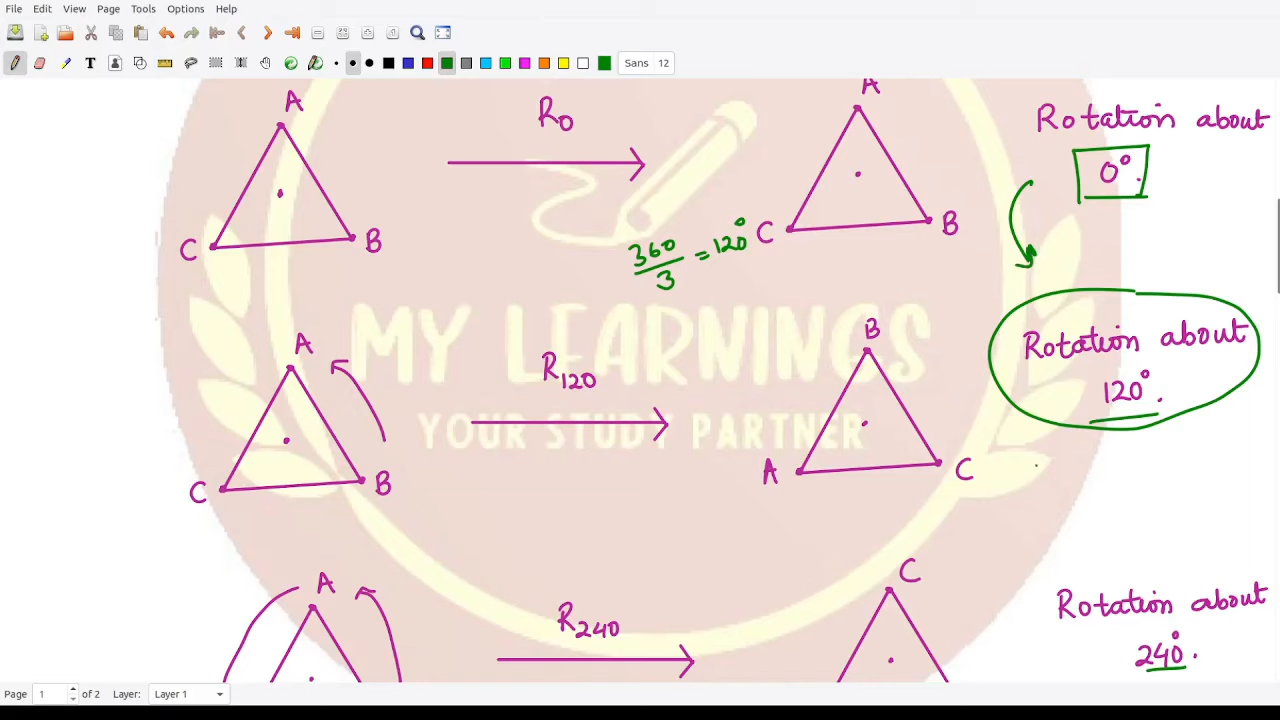 File Edit View Page Tools Options Help
T Sans 12
A R₀ A Rotation about
0°.
C B 360/3 = 120° C B
A R₁₂₀ B Rotation about
120°.
MY LEARNINGS
YOUR STUDY PARTNER
C B A C
A R₂₄₀ C Rotation about
240°.
Page 1 of 2 Layer: Layer 1